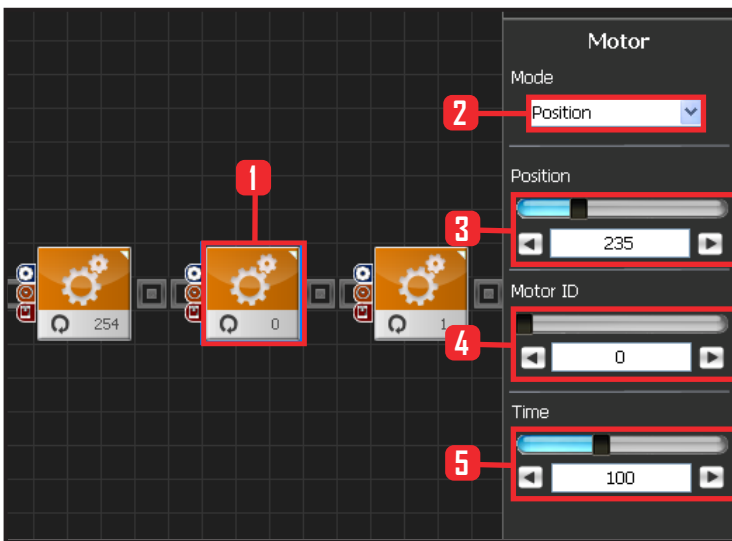 Motor
Mode
2
Position
1
Position
3
235
254
0
1
Motor ID
4
0
Time
5
100